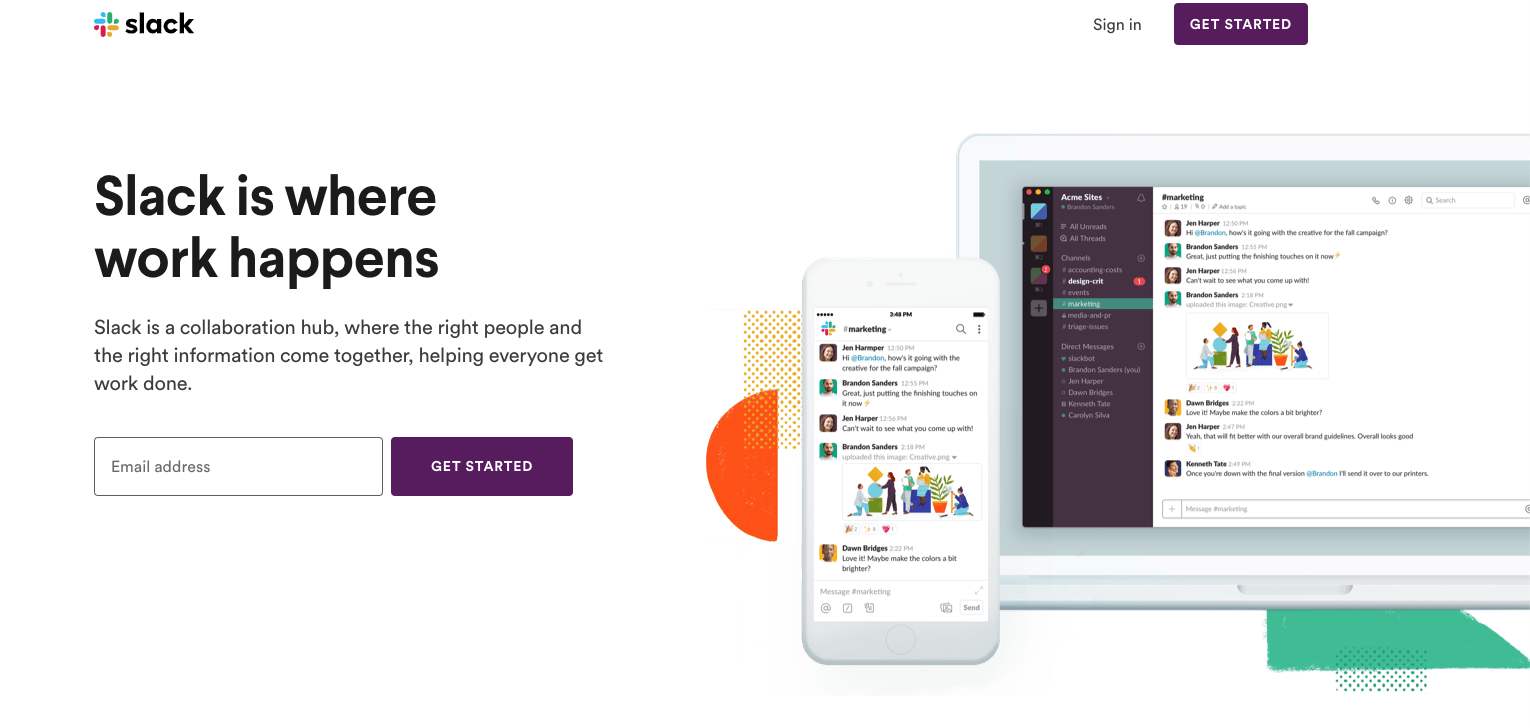 slack
Sign in
GET STARTED
Slack is where
work happens
Slack is a collaboration hub, where the right people and
the right information come together, helping everyone get
work done.
Email address
GET STARTED
3:48 PM
#marketing
Jen Harmper 12:50 PM
Hi @Brandon, how's it going with the
creative for the fall campaign?
Brandon Sanders 12:55 PM
Great, just putting the finishing touches on
it now⚡
Jen Harper 12:56 PM
Can't wait to see what you come up with!
Brandon Sanders 2:18 PM
uploaded this image: Creative.png
🎉 2 ✨ 8 💖 1
Dawn Bridges 2:22 PM
Love it! Maybe make the colors a bit
brighter?
Message #marketing
Send
Acme Sites
Brandon Sanders
All Unreads
All Threads
Channels
# accounting-costs
# design-crit 1
# events
# marketing
media-and-pr
# triage-issues
Direct Messages
slackbot
Brandon Sanders (you)
Jen Harper
Dawn Bridges
Kenneth Tate
Carolyn Silva
2
#marketing
19 | 0 | Add a topic
Search
Jen Harper 12:50 PM
Hi @Brandon, how's it going with the creative for the fall campaign?
Brandon Sanders 12:55 PM
Great, just putting the finishing touches on it now⚡
Jen Harper 12:56 PM
Can't wait to see what you come up with!
Brandon Sanders 2:18 PM
uploaded this image: Creative.png
🎉 2 ✨ 8 💖 1
Dawn Bridges 2:22 PM
Love it! Maybe make the colors a bit brighter?
Jen Harper 2:47 PM
Yeah, that will fit better with our overall brand guidelines. Overall looks good
👏 1
Kenneth Tate 2:49 PM
Once you're down with the final version @Brandon I'll send it over to our printers.
Message #marketing